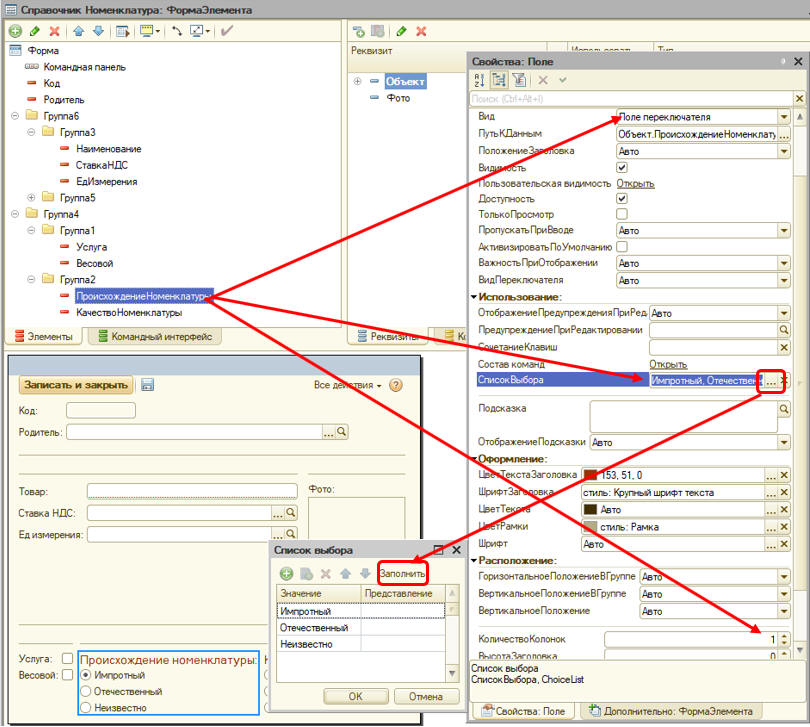 Справочник Номенклатура: ФормаЭлемента
Форма
Командная панель
Код
Родитель
Группа6
Группа3
Наименование
СтавкаНДС
ЕдИзмерения
Группа5
Группа4
Группа1
Услуга
Весовой
Группа2
ПроисхождениеНоменклатуры
КачествоНоменклатуры
Элементы
Командный интерфейс
Реквизит
Использовать
Тип
Объект
Фото
Реквизиты
Свойства: Поле
Поиск (Ctrl+Alt+I)
Вид
Поле переключателя
ПутьКДанным
Объект.ПроисхождениеНоменклату
...
ПоложениеЗаголовка
Авто
Видимость
Пользовательская видимость
Открыть
Доступность
ТолькоПросмотр
ПропускатьПриВводе
Авто
АктивизироватьПоУмолчанию
ВажностьПриОтображении
Авто
ВидПереключателя
Авто
Использование:
ОтображениеПредупрежденияПриРед
Авто
ПредупреждениеПриРедактировании
СочетаниеКлавиш
Состав команд
Открыть
СписокВыбора
Импротный, Отечествен
...
Подсказка
ОтображениеПодсказки
Авто
Оформление:
ЦветТекстаЗаголовка
153, 51, 0
...
ШрифтЗаголовка
стиль: Крупный шрифт текста
...
ЦветТекста
Авто
...
ЦветРамки
стиль: Рамка
...
Шрифт
Авто
...
Расположение:
ГоризонтальноеПоложениеВГруппе
Авто
ВертикальноеПоложениеВГруппе
Авто
ВертикальноеПоложение
Авто
КоличествоКолонок
1
ВысотаЗаголовка
0
Список выбора
СписокВыбора, ChoiceList
Свойства: Поле
Дополнительно: ФормаЭлемента
Записать и закрыть
Все действия
?
Код:
Родитель:
...
Товар:
Фото:
Ставка НДС:
...
Ед измерения:
...
Услуга:
Весовой:
Происхождение номенклатуры:
Импротный
Отечественный
Неизвестно
Список выбора
Заполнить
Значение
Представление
Импротный
Отечественный
Неизвестно
OK
Отмена